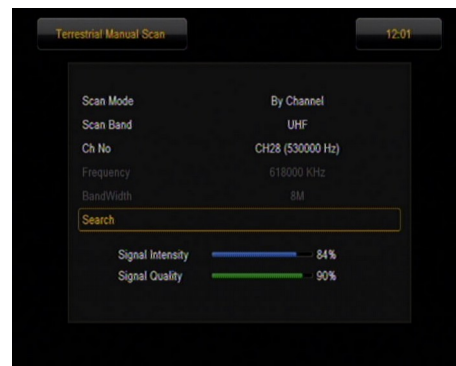 Terrestrial Manual Scan 12:01
Scan Mode By Channel
Scan Band UHF
Ch No CH28 (530000 Hz)
Frequency 618000 KHz
BandWidth 8M
Search
Signal Intensity 84%
Signal Quality 90%